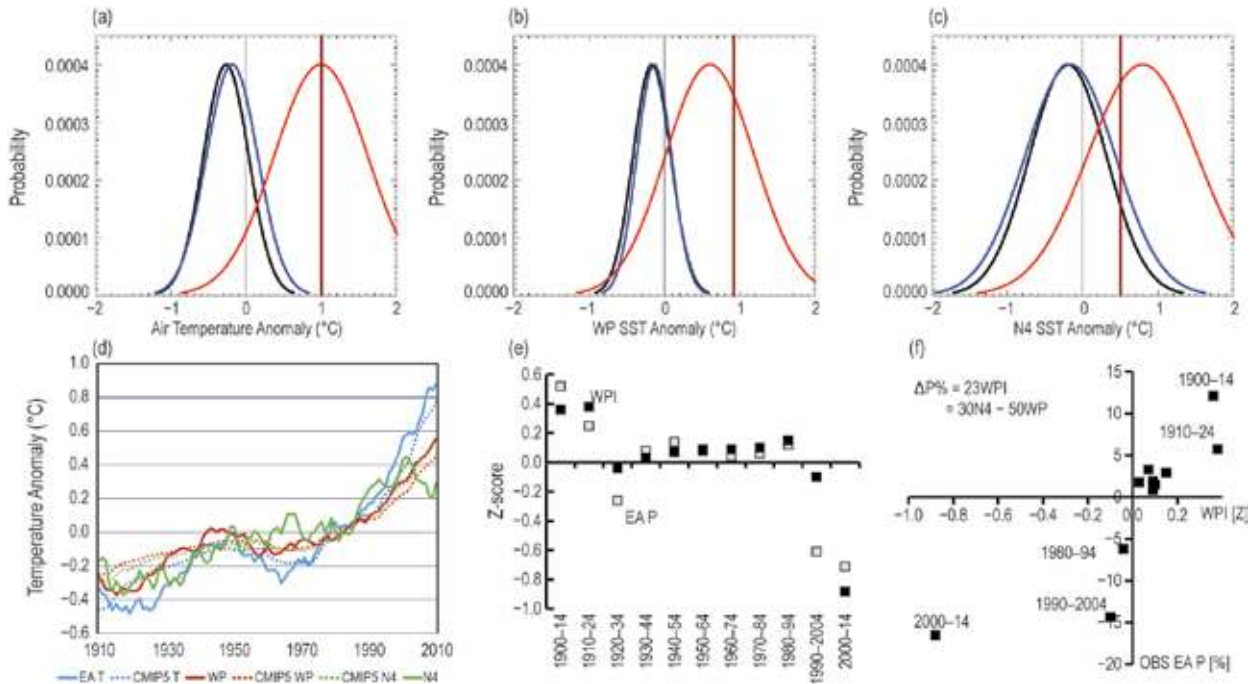 (a)
(b)
(c)
0.0004
0.0003
0.0002
0.0001
0.0000
Probability
−2 −1 0 1 2
Air Temperature Anomaly (°C)
0.0004
0.0003
0.0002
0.0001
0.0000
Probability
−2 −1 0 1 2
WP SST Anomaly (°C)
0.0004
0.0003
0.0002
0.0001
0.0000
Probability
−2 −1 0 1 2
N4 SST Anomaly (°C)
(d)
1.0
0.8
0.6
0.4
0.2
0.0
−0.2
−0.4
−0.6
Temperature Anomaly (°C)
1910 1930 1950 1970 1990 2010
EA T CMIP5 T WP CMIP5 WP CMIP5 N4 N4
(e)
0.6
0.4
0.2
0.0
−0.2
−0.4
−0.6
−0.8
−1.0
Z-score
WPI
EA P
1900–14
1910–24
1920–34
1930–44
1940–54
1950–64
1960–74
1970–84
1980–94
1990–2004
2000–14
(f)
ΔP% = 23WPI
= 30N4 − 50WP
15
10
5
0
−5
−10
−15
−20
1900–14
1910–24
−1.0 −0.8 −0.6 −0.4 −0.2 0.0 0.2
WPI [Z]
1980–94
1990–2004
2000–14
OBS EA P [%]